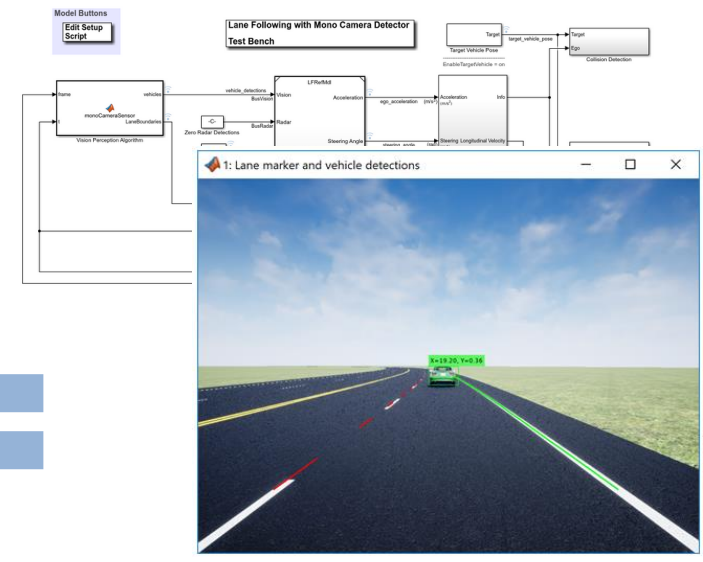 Model Buttons
Edit Setup
Script
Lane Following with Mono Camera Detector
Test Bench
Target
target_vehicle_pose
Target
Ego
Target Vehicle Pose
Collision Detection
EnableTargetVehicle = on
frame
vehicles
vehicle_detections
BusVision
Vision
LFRefMdl
Acceleration
ego_acceleration
(m/s²)
Acceleration
(m/s²)
Info
monoCameraSensor
t
LaneBoundaries
Vision Perception Algorithm
-C-
Zero Radar Detections
BusRadar
Radar
Steering Angle
steering_angle
Steering
Longitudinal Velocity
1: Lane marker and vehicle detections
X=19.20, Y=0.36